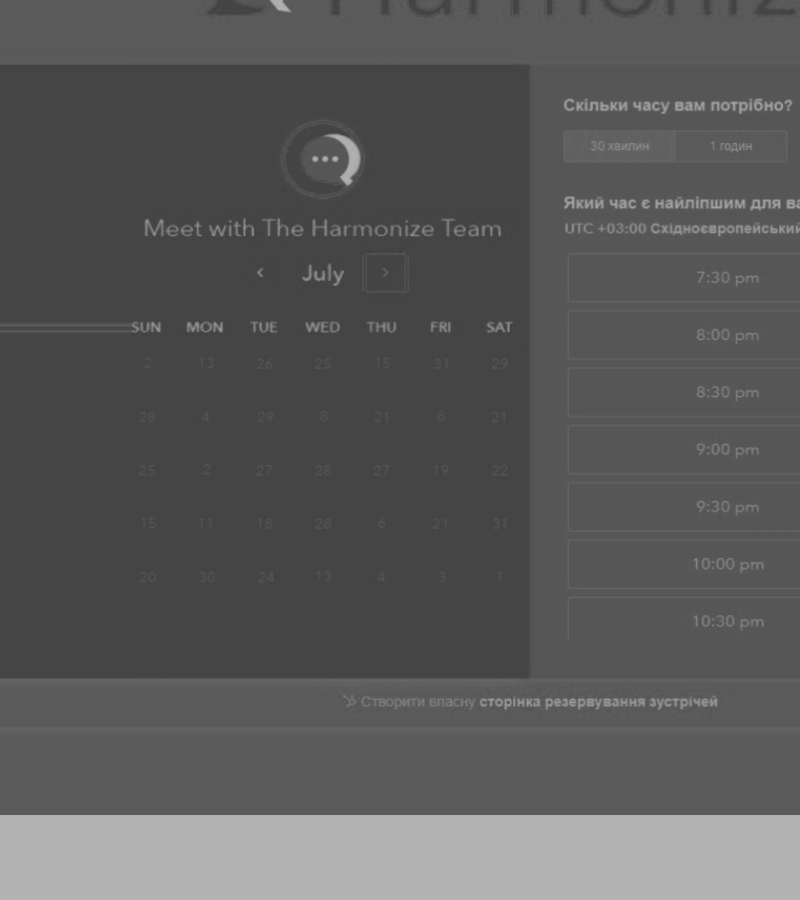 Harmoniz
Meet with The Harmonize Team
July
SUN MON TUE WED THU FRI SAT
2 13 26 25 15 31 29
28 4 29 8 21 8 21
25 2 27 28 27 19 22
15 11 18 28 6 21 31
20 30 24 13 4 3 1
Скільки часу вам потрібно?
30 хвилин 1 годин
Який час є найліпшим для ва
UTC +03:00 Східноєвропейський
7:30 pm
8:00 pm
8:30 pm
9:00 pm
9:30 pm
10:00 pm
10:30 pm
Створити власну сторінка резервування зустрічей